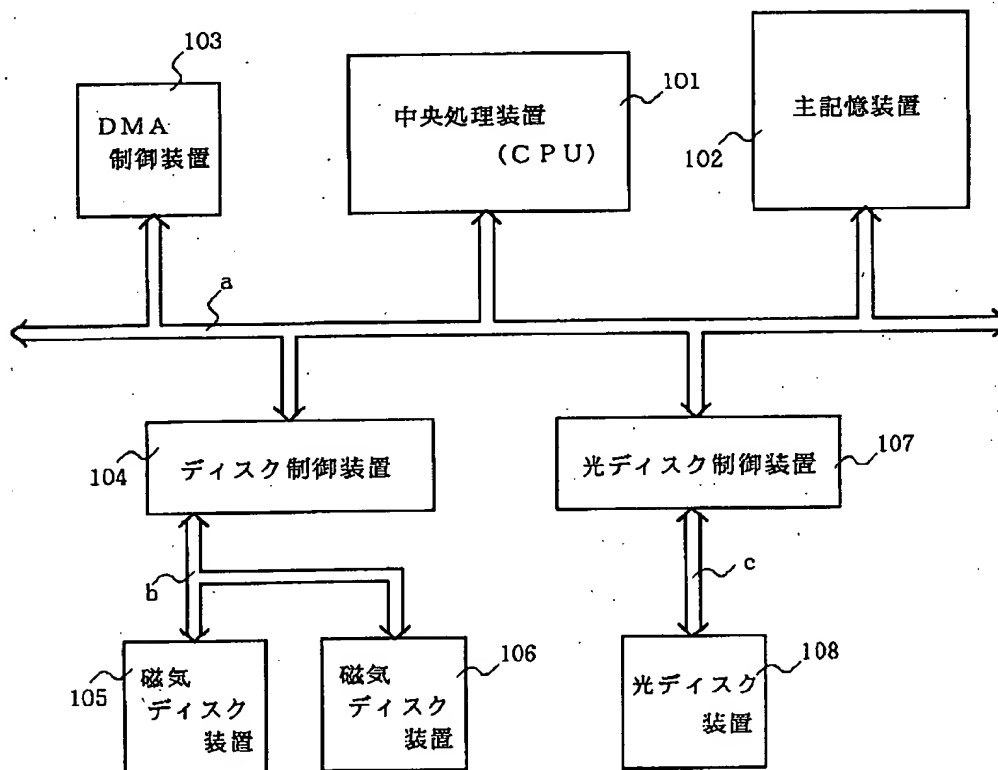 103
DMA
制御装置
中央処理装置
(CPU)
101
主記憶装置
102
a
104
ディスク制御装置
光ディスク制御装置
107
b
c
105
磁気
ディスク
装置
磁気
ディスク
装置
106
光ディスク
装置
108